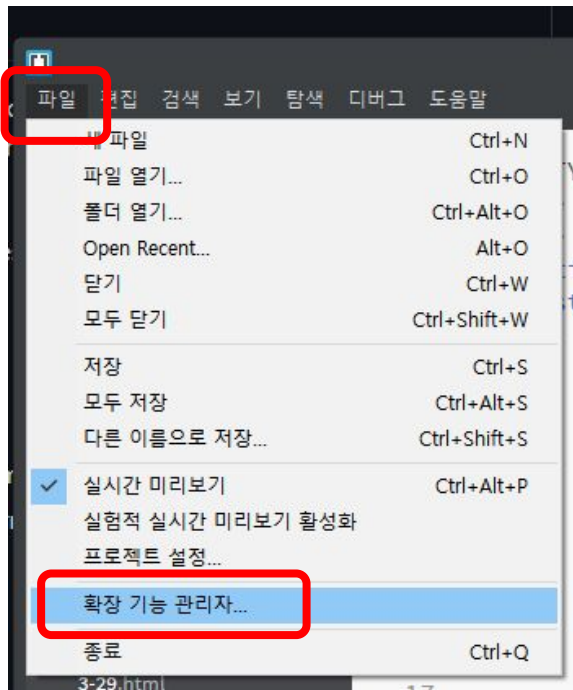 파일 편집 검색 보기 탐색 디버그 도움말
새 파일 Ctrl+N
파일 열기... Ctrl+O
폴더 열기... Ctrl+Alt+O
Open Recent... Alt+O
닫기 Ctrl+W
모두 닫기 Ctrl+Shift+W
저장 Ctrl+S
모두 저장 Ctrl+Alt+S
다른 이름으로 저장... Ctrl+Shift+S
실시간 미리보기 Ctrl+Alt+P
실험적 실시간 미리보기 활성화
프로젝트 설정...
확장 기능 관리자...
종료 Ctrl+Q
3-29.html